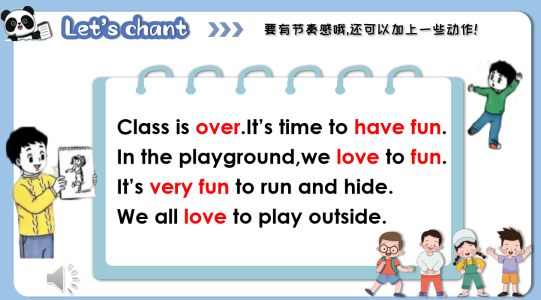 Let's chant
要有节奏感哦,还可以加上一些动作!
Class is over.It's time to have fun.
In the playground,we love to fun.
It's very fun to run and hide.
We all love to play outside.